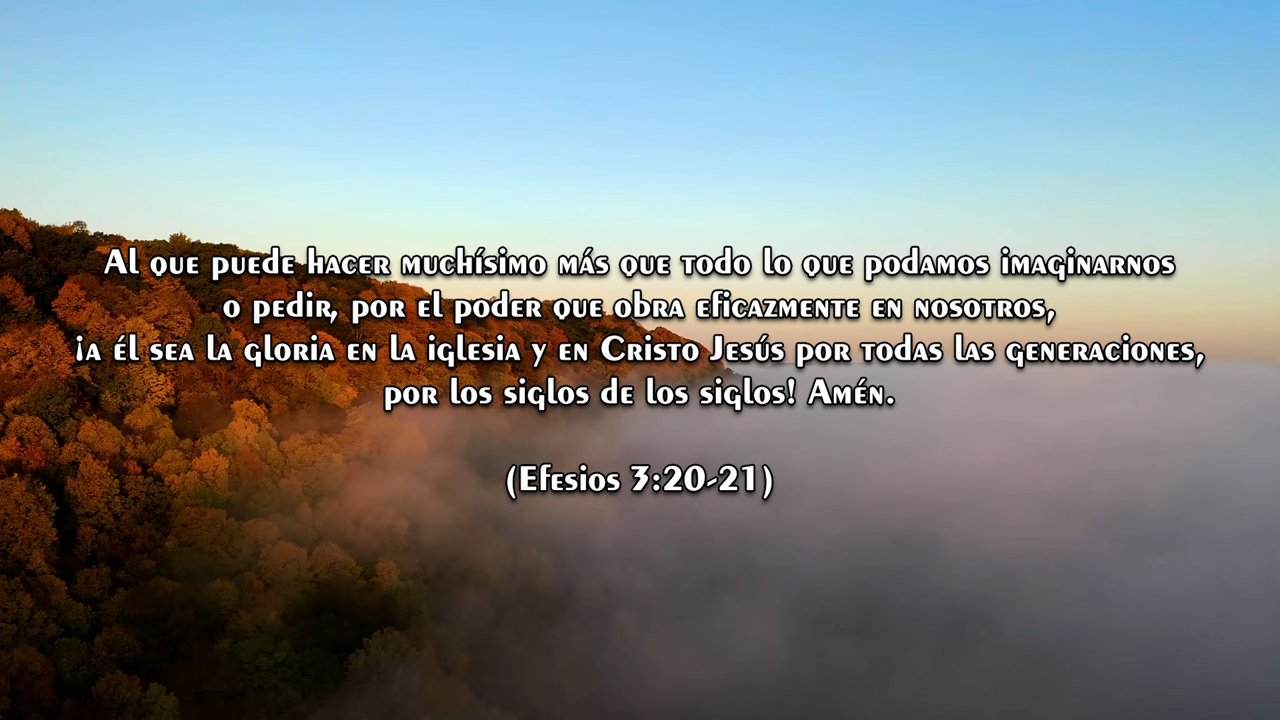 Al que puede hacer muchísimo más que todo lo que podamos imaginarnos
o pedir, por el poder que obra eficazmente en nosotros,
¡a él sea la gloria en la iglesia y en Cristo Jesús por todas las generaciones,
por los siglos de los siglos! Amén.
(Efesios 3:20-21)